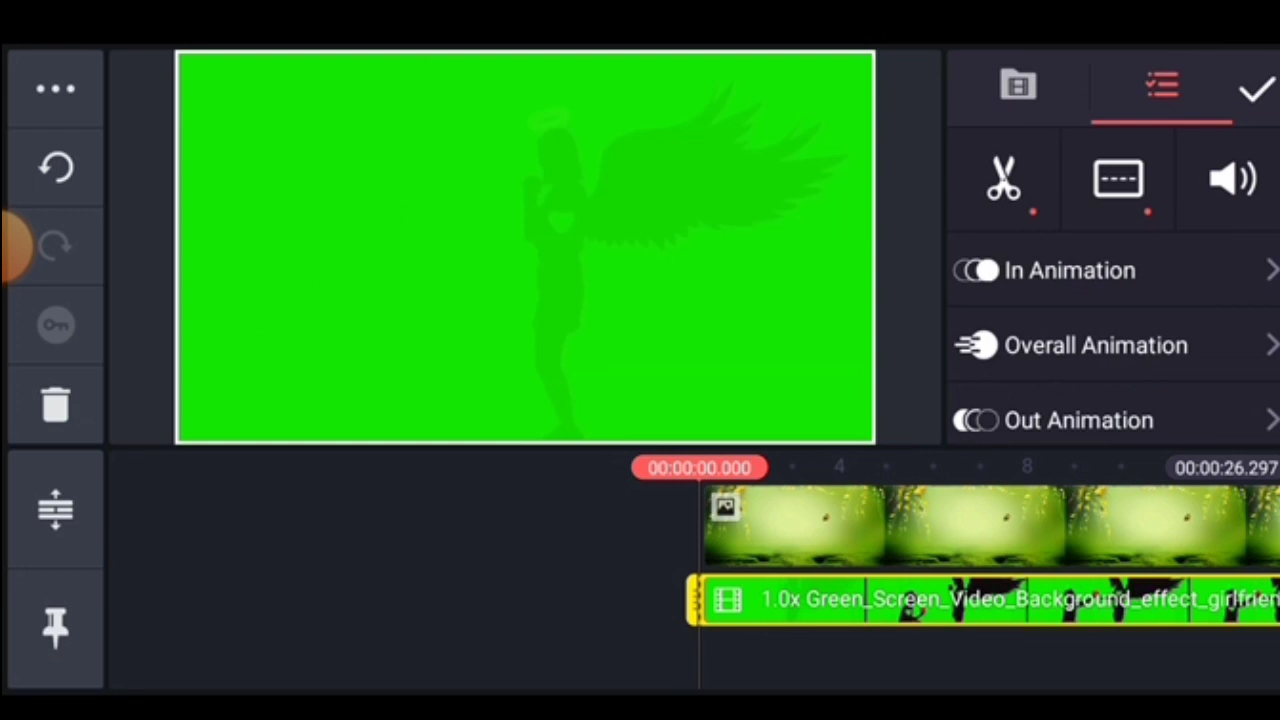 In Animation
Overall Animation
Out Animation
00:00:00.000
4
8
00:00:26.297
1.0x Green_Screen_Video_Background_effect_girlfrien